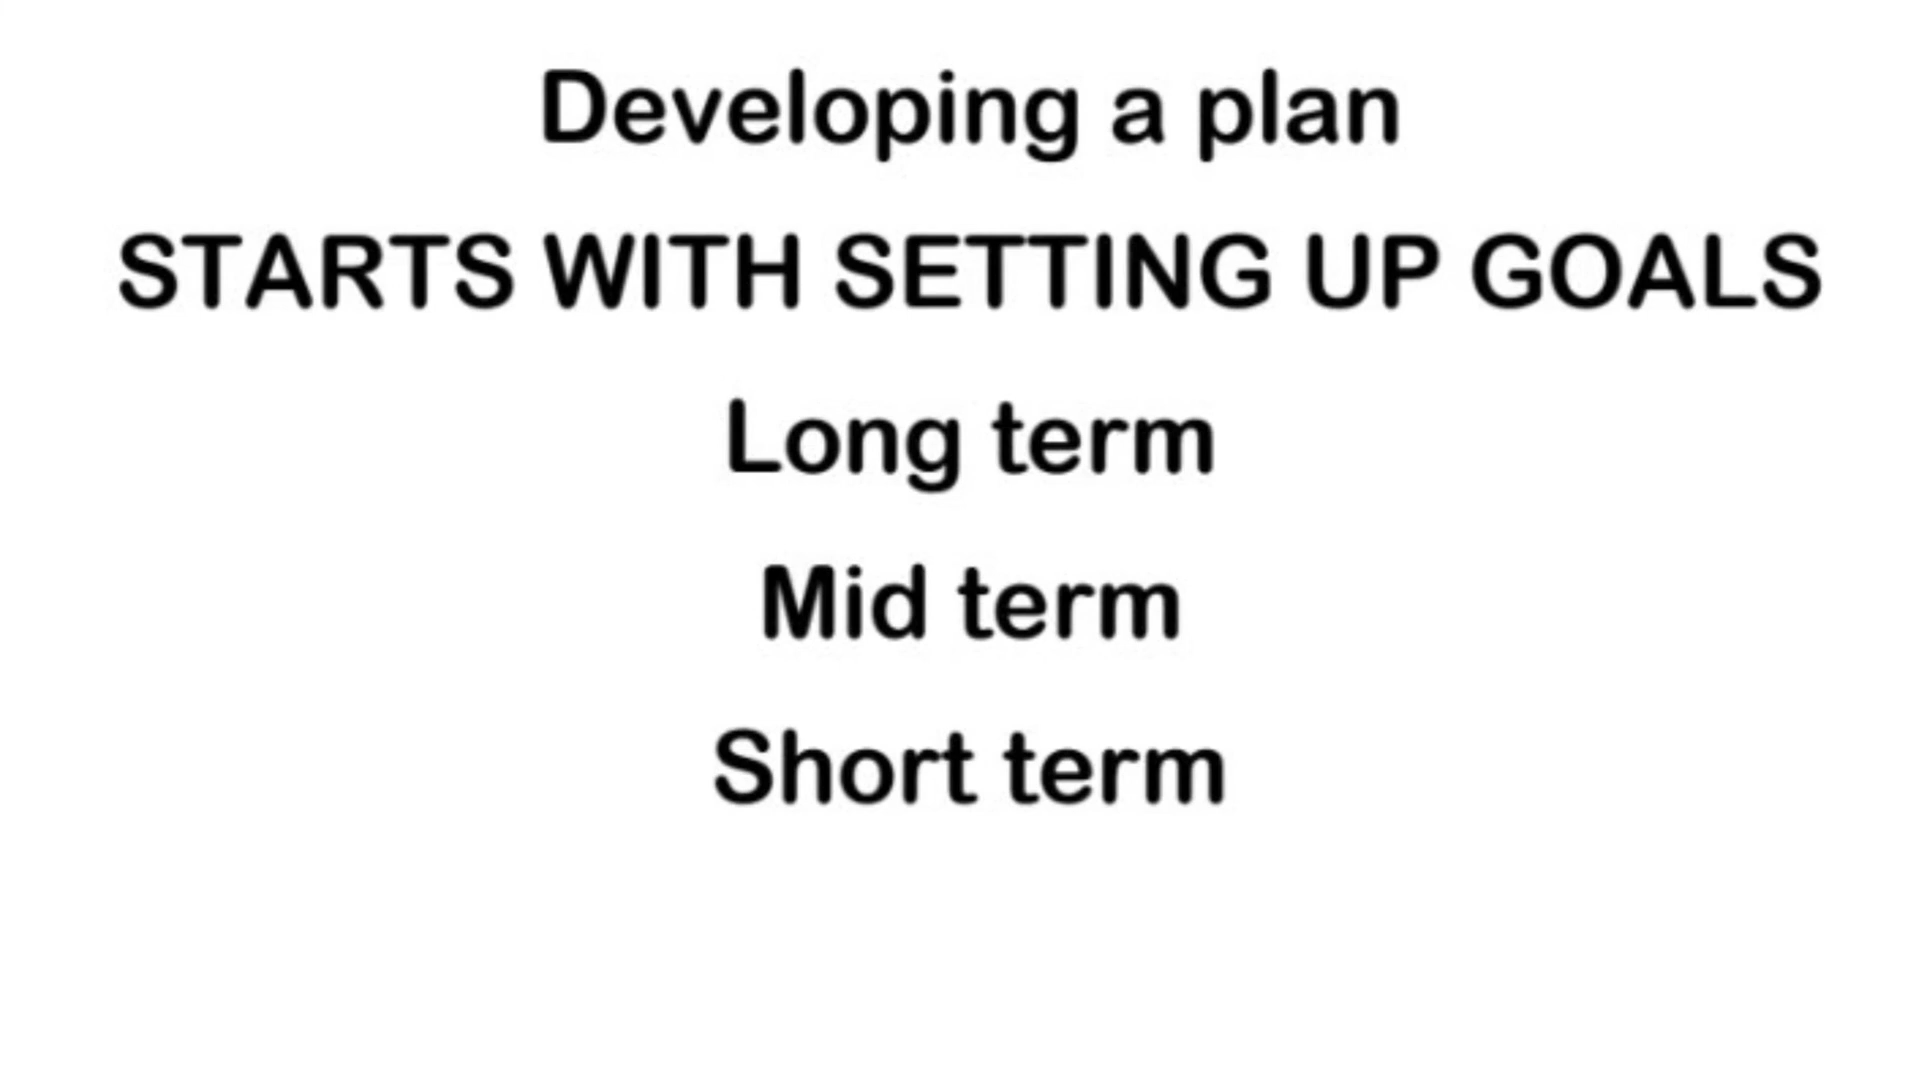 Developing a plan
STARTS WITH SETTING UP GOALS
Long term
Mid term
Short term